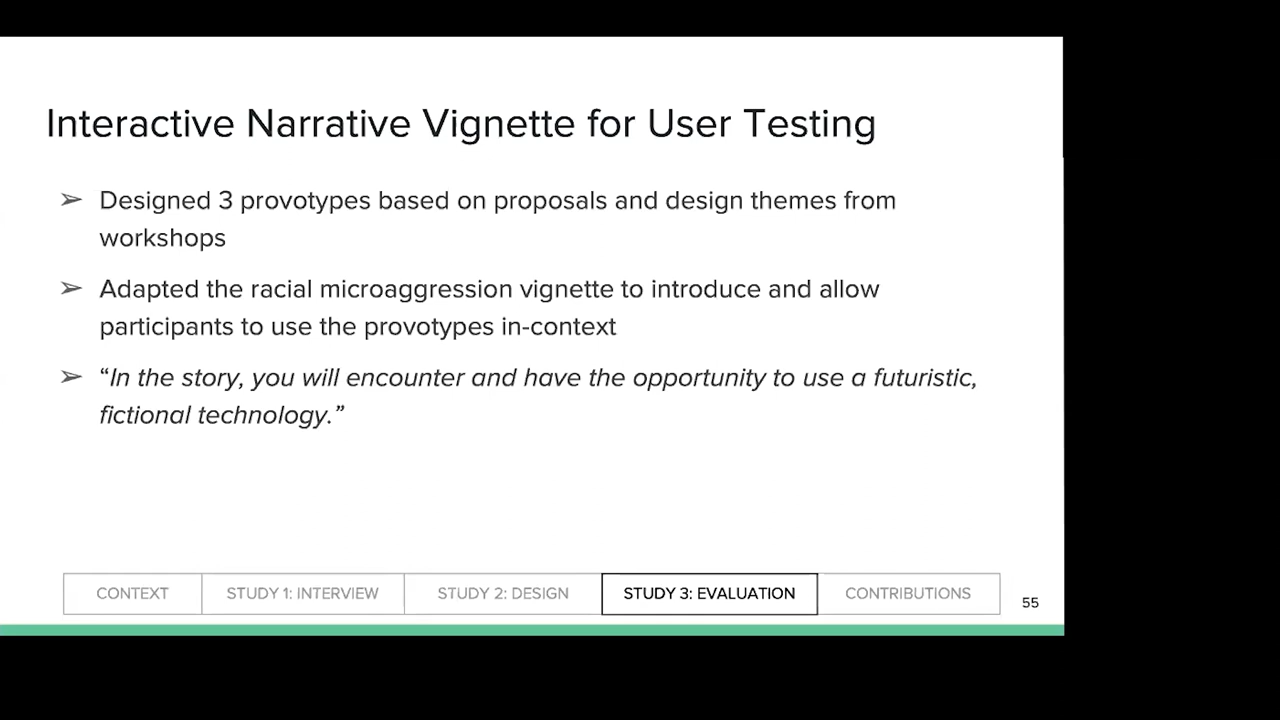 Interactive Narrative Vignette for User Testing
➢ Designed 3 provotypes based on proposals and design themes from
workshops
➢ Adapted the racial microaggression vignette to introduce and allow
participants to use the provotypes in-context
➢ “In the story, you will encounter and have the opportunity to use a futuristic,
fictional technology.”
CONTEXT STUDY 1: INTERVIEW STUDY 2: DESIGN STUDY 3: EVALUATION CONTRIBUTIONS 55